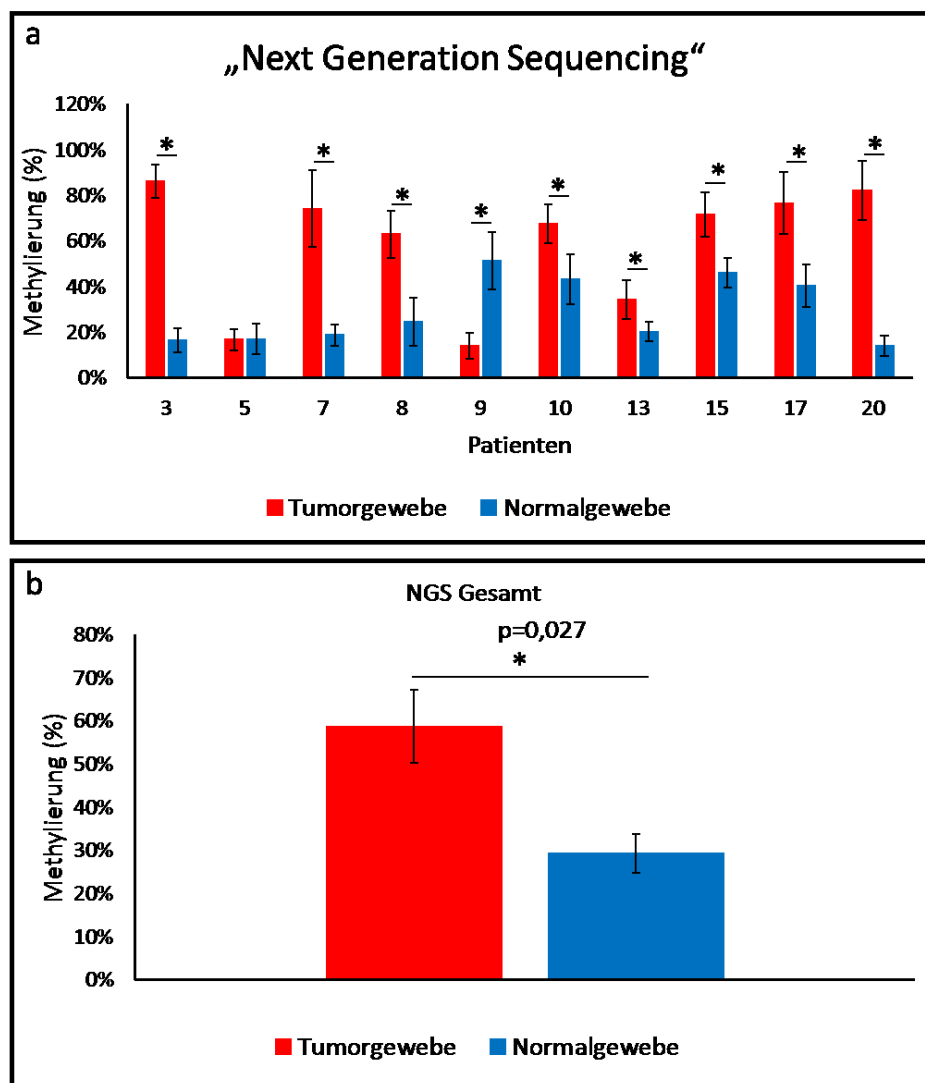 a
„Next Generation Sequencing“
120%
100%
80%
60%
40%
20%
0%
Methylierung (%)
* * * * * * * * *
3 5 7 8 9 10 13 15 17 20
Patienten
Tumorgewebe Normalgewebe
b
NGS Gesamt
p=0,027
*
80%
70%
60%
50%
40%
30%
20%
10%
0%
Methylierung (%)
Tumorgewebe Normalgewebe